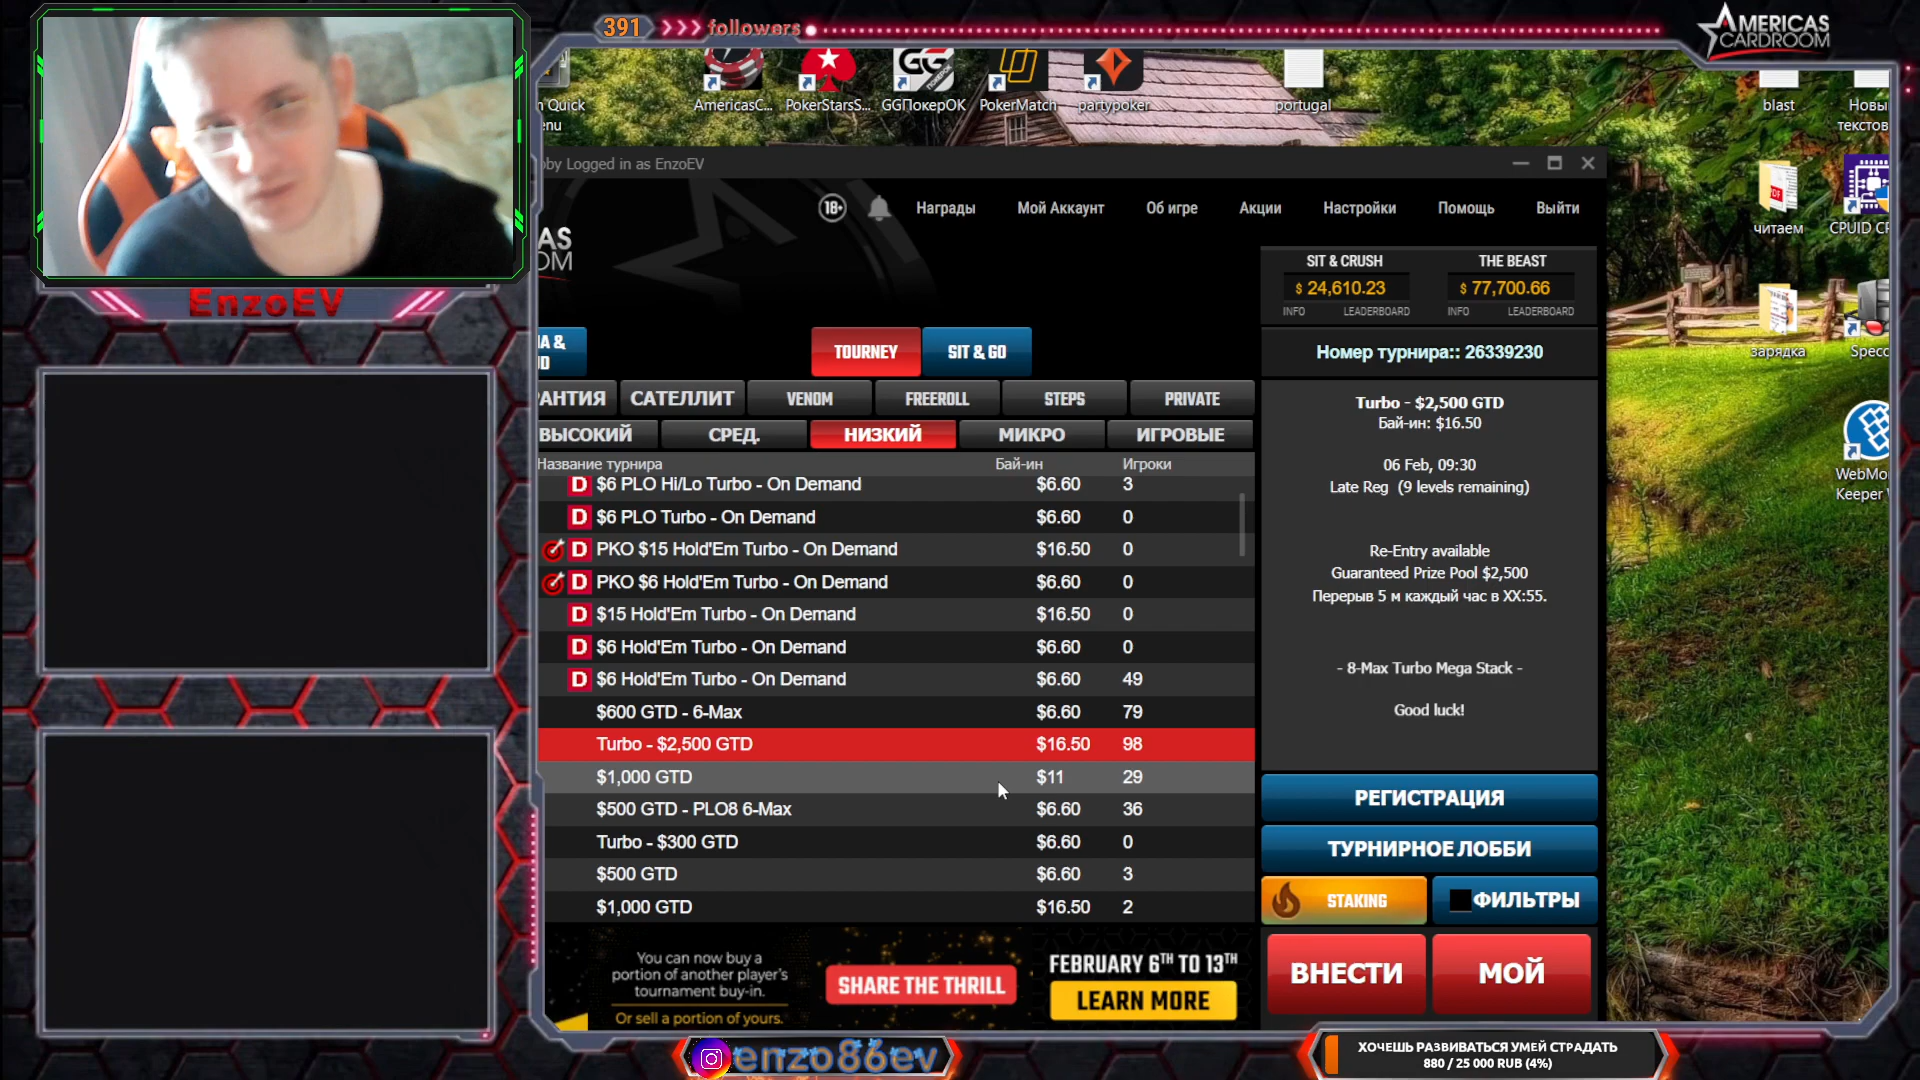 391
followers
AMERICAS
CARDROOM
n Quick
enu
AmericasC...
PokerStarsS...
GGПокерОК
PokerMatch
partypoker
portugal
blast
Новы
текстов
читаем
CPUID CP
зарядка
Specc
WebMo
Keeper
EnzoEV
by Logged in as EnzoEV
18+
Награды
Мой Аккаунт
Об игре
Акции
Настройки
Помощь
Выйти
AS
OM
SIT & CRUSH
$ 24,610.23
INFO LEADERBOARD
THE BEAST
$ 77,700.66
INFO LEADERBOARD
TOURNEY
SIT & GO
Номер турнира:: 26339230
РАНТИЯ
САТЕЛЛИТ
VENOM
FREEROLL
STEPS
PRIVATE
ВЫСОКИЙ
СРЕД.
НИЗКИЙ
МИКРО
ИГРОВЫЕ
Название турнира Бай-ин Игроки
D $6 PLO Hi/Lo Turbo - On Demand $6.60 3
D $6 PLO Turbo - On Demand $6.60 0
D PKO $15 Hold'Em Turbo - On Demand $16.50 0
D PKO $6 Hold'Em Turbo - On Demand $6.60 0
D $15 Hold'Em Turbo - On Demand $16.50 0
D $6 Hold'Em Turbo - On Demand $6.60 0
D $6 Hold'Em Turbo - On Demand $6.60 49
$600 GTD - 6-Max $6.60 79
Turbo - $2,500 GTD $16.50 98
$1,000 GTD $11 29
$500 GTD - PLO8 6-Max $6.60 36
Turbo - $300 GTD $6.60 0
$500 GTD $6.60 3
$1,000 GTD $16.50 2
Turbo - $2,500 GTD
Бай-ин: $16.50
06 Feb, 09:30
Late Reg (9 levels remaining)
Re-Entry available
Guaranteed Prize Pool $2,500
Перерыв 5 м каждый час в XX:55.
- 8-Max Turbo Mega Stack -
Good luck!
РЕГИСТРАЦИЯ
ТУРНИРНОЕ ЛОББИ
STAKING
ФИЛЬТРЫ
ВНЕСТИ
МОЙ
You can now buy a
portion of another player's
tournament buy-in.
Or sell a portion of yours.
SHARE THE THRILL
FEBRUARY 6TH TO 13TH
LEARN MORE
enzo86ev
ХОЧЕШЬ РАЗВИВАТЬСЯ УМЕЙ СТРАДАТЬ
880 / 25 000 RUB (4%)